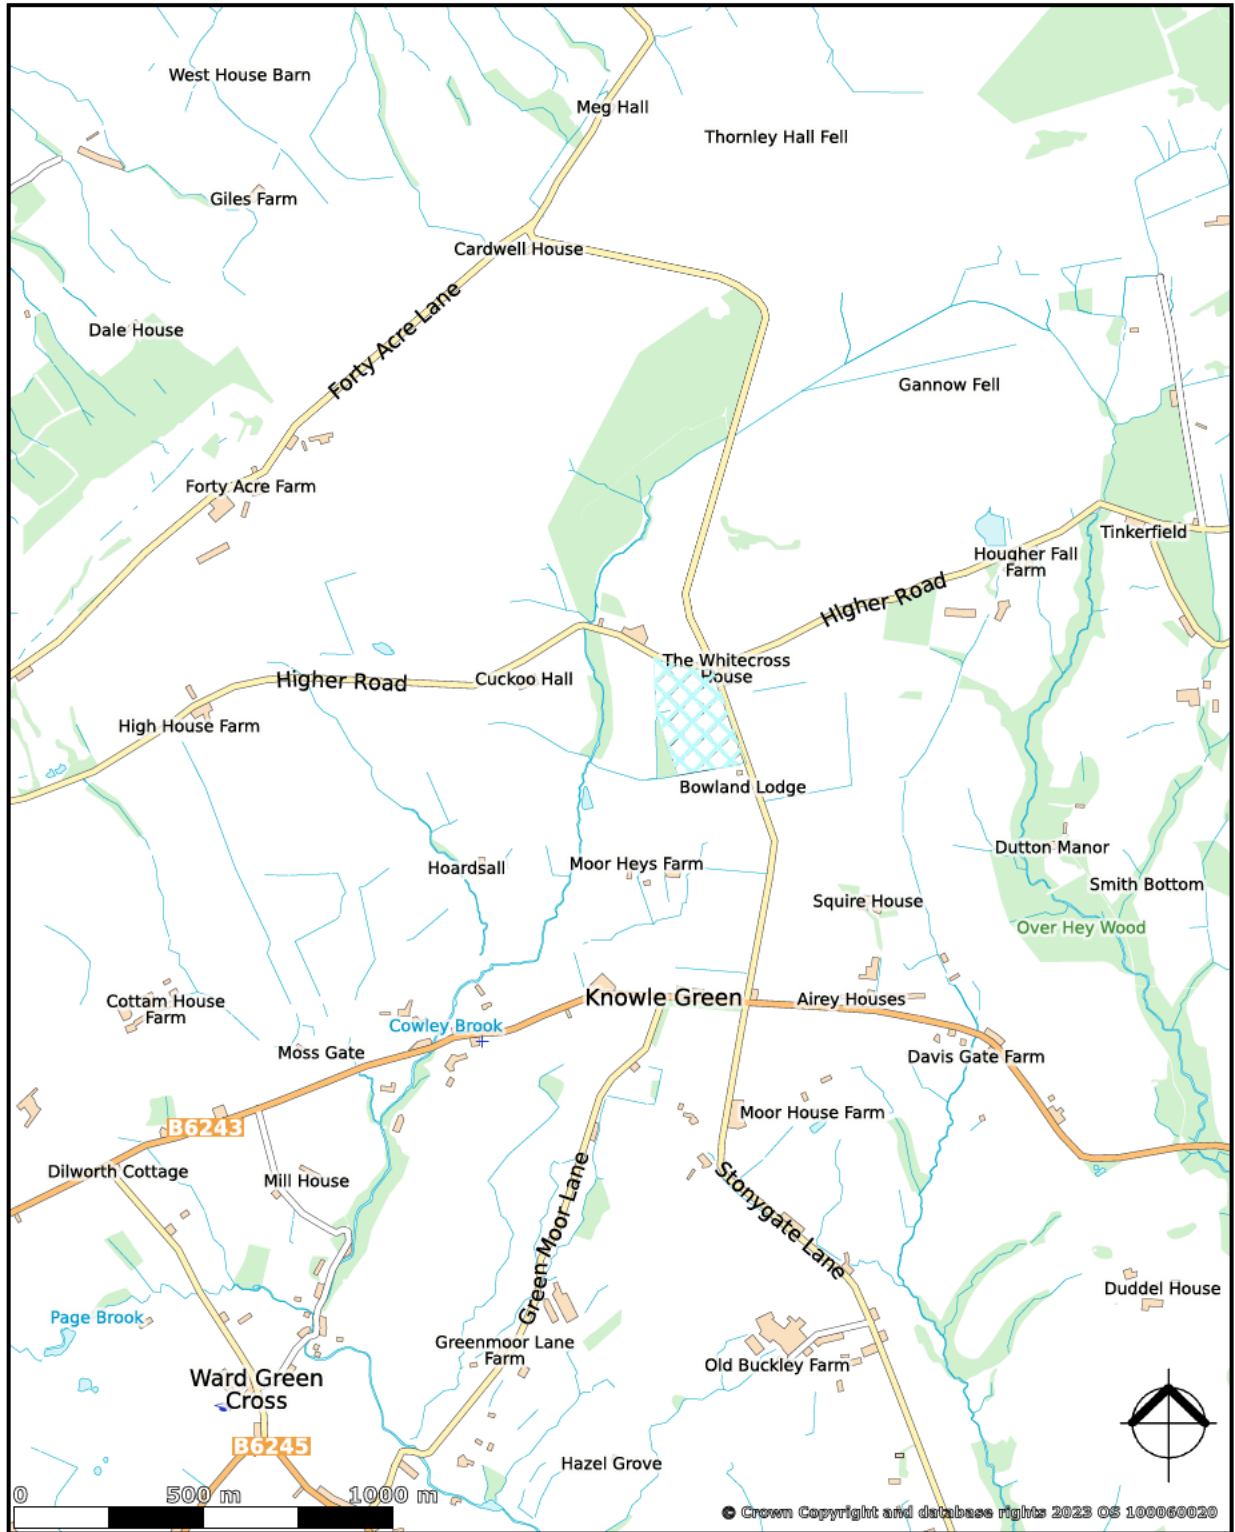 West House Barn
Meg Hall
Thornley Hall Fell
Giles Farm
Cardwell House
Forty Acre Lane
Dale House
Gannow Fell
Forty Acre Farm
Tinkerfield
Hougher Fall
Farm
HIgher Road
The Whitecross
House
Higher Road
Cuckoo Hall
High House Farm
Bowland Lodge
Dutton Manor
Hoardsall
Moor Heys Farm
Smith Bottom
Squire House
Over Hey Wood
Cottam House
Farm
Knowle Green
Airey Houses
Cowley Brook
Moss Gate
Davis Gate Farm
Moor House Farm
B6243
Dilworth Cottage
Mill House
Green Moor Lane
Stonygate Lane
Duddel House
Page Brook
Greenmoor Lane
Farm
Old Buckley Farm
Ward Green
Cross
B6245
Hazel Grove
0 500 m 1000 m
© Crown Copyright and database rights 2023 OS 100060020